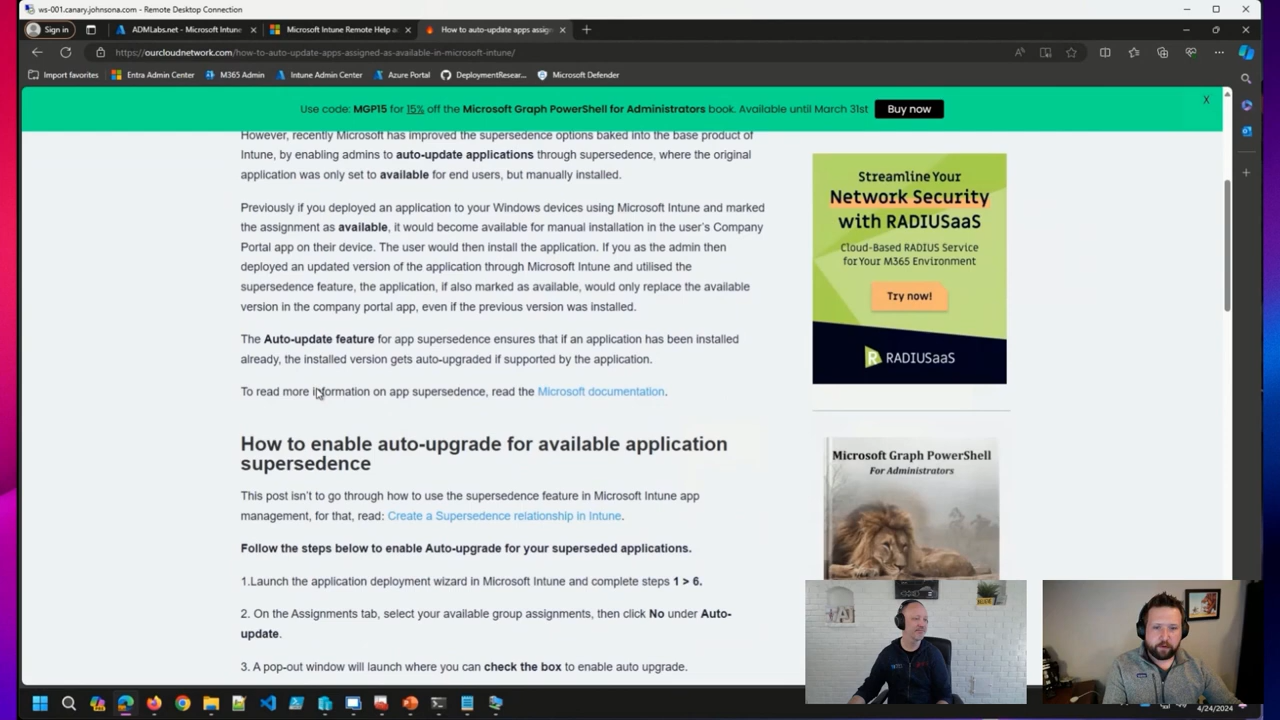 ws-001.canary.johnsona.com - Remote Desktop Connection
Sign in
ADMLabs.net - Microsoft Intune
Microsoft Intune Remote Help a
How to auto-update apps assig
https://ourcloudnetwork.com/how-to-auto-update-apps-assigned-as-available-in-microsoft-intune/
Import favorites
Entra Admin Center
M365 Admin
Intune Admin Center
Azure Portal
DeploymentResear...
Microsoft Defender
Use code: MGP15 for 15% off the Microsoft Graph PowerShell for Administrators book. Available until March 31st
Buy now
X
However, recently Microsoft has improved the supersedence options baked into the base product of
Intune, by enabling admins to auto-update applications through supersedence, where the original
application was only set to available for end users, but manually installed.
Previously if you deployed an application to your Windows devices using Microsoft Intune and marked
the assignment as available, it would become available for manual installation in the user's Company
Portal app on their device. The user would then install the application. If you as the admin then
deployed an updated version of the application through Microsoft Intune and utilised the
supersedence feature, the application, if also marked as available, would only replace the available
version in the company portal app, even if the previous version was installed.
The Auto-update feature for app supersedence ensures that if an application has been installed
already, the installed version gets auto-upgraded if supported by the application.
To read more information on app supersedence, read the Microsoft documentation.
How to enable auto-upgrade for available application
supersedence
This post isn't to go through how to use the supersedence feature in Microsoft Intune app
management, for that, read: Create a Supersedence relationship in Intune.
Follow the steps below to enable Auto-upgrade for your superseded applications.
1.Launch the application deployment wizard in Microsoft Intune and complete steps 1 > 6.
2. On the Assignments tab, select your available group assignments, then click No under Auto-
update.
3. A pop-out window will launch where you can check the box to enable auto upgrade.
Streamline Your
Network Security
with RADIUSaaS
Cloud-Based RADIUS Service
for Your M365 Environment
Try now!
RADIUSaaS
Microsoft Graph PowerShell
For Administrators
4/24/2024